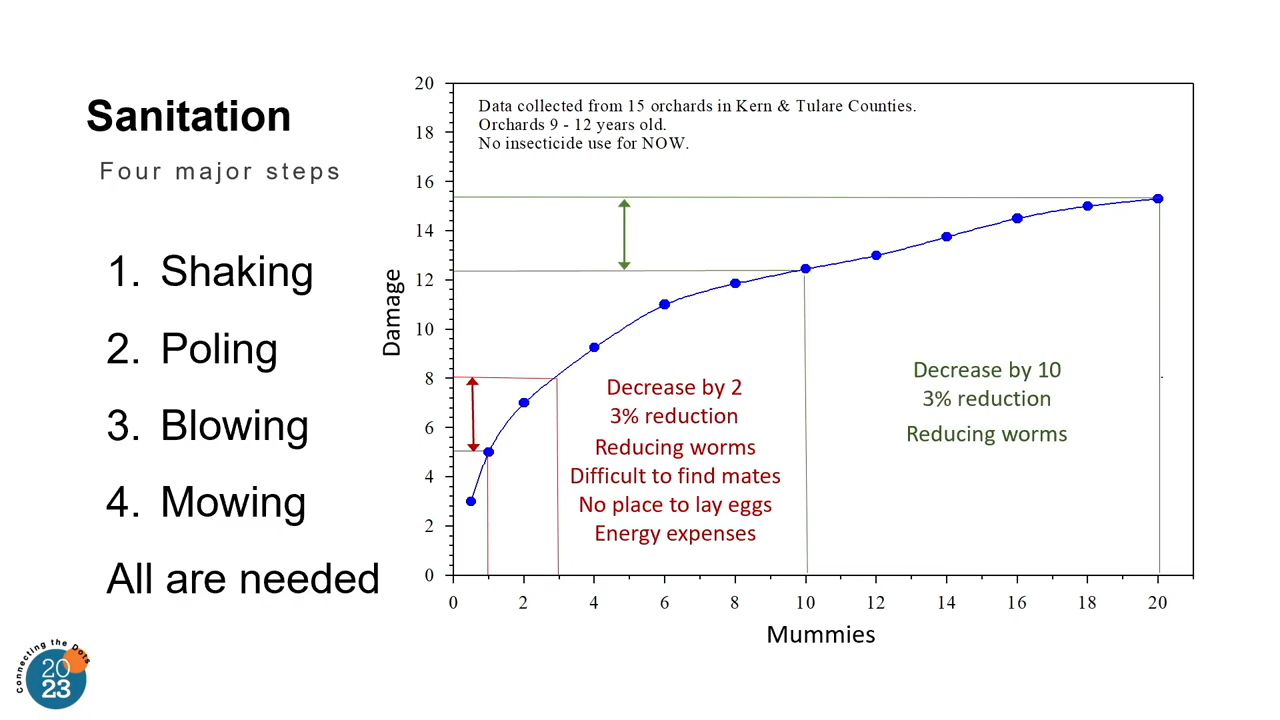 Sanitation
Four major steps
1. Shaking
2. Poling
3. Blowing
4. Mowing
All are needed
Connecting the Dots
20
23
Data collected from 15 orchards in Kern & Tulare Counties.
Orchards 9 - 12 years old.
No insecticide use for NOW.
Damage
20
18
16
14
12
10
8
6
4
2
0
Decrease by 2
3% reduction
Reducing worms
Difficult to find mates
No place to lay eggs
Energy expenses
Decrease by 10
3% reduction
Reducing worms
0 2 4 6 8 10 12 14 16 18 20
Mummies